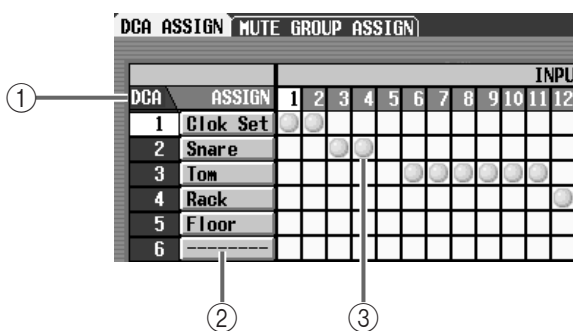 DCA ASSIGN MUTE GROUP ASSIGN
INPU
① DCA ASSIGN 1 2 3 4 5 6 7 8 9 10 11 12
1 Clok Set
2 Snare
3 Tom
4 Rack
5 Floor
6 --------
② ③